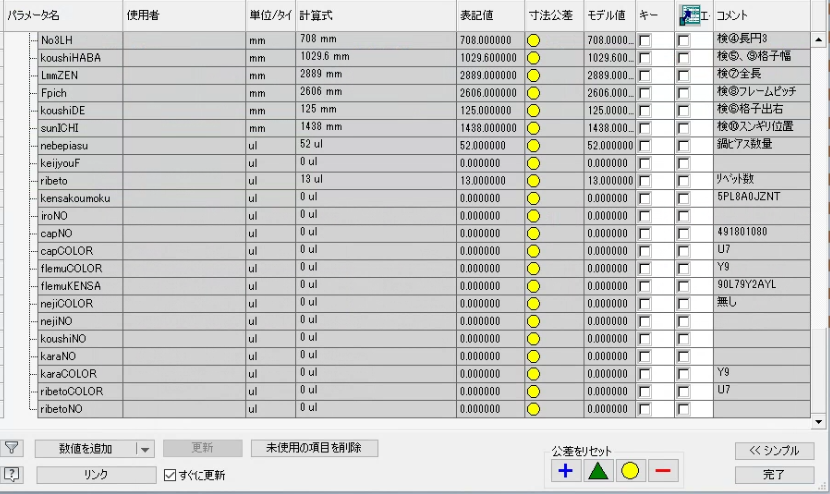 パラメータ名 使用者 単位/タイ 計算式 表記値 寸法公差 モデル値 キー エ コメント
No3LH mm 708 mm 708.000000 708.0000... 検④長円3
koushiHABA mm 1029.6 mm 1029.600000 1029.600... 検⑤、⑨格子幅
LmmZEN mm 2889 mm 2889.000000 2889.000... 検⑦全長
Fpich mm 2606 mm 2606.000000 2606.000... 検⑧フレームピッチ
koushiDE mm 125 mm 125.000000 125.0000... 検⑥格子出右
sunICHI mm 1438 mm 1438.000000 1438.000... 検⑩スンギリ位置
nebepiasu ul 52 ul 52.000000 52.000000 鍋ピアス数量
keijyouF ul 0 ul 0.000000 0.000000
ribeto ul 13 ul 13.000000 13.000000 リベット数
kensakoumoku ul 0 ul 0.000000 0.000000 5PL8A0JZNT
iroNO ul 0 ul 0.000000 0.000000
capNO ul 0 ul 0.000000 0.000000 491801080
capCOLOR ul 0 ul 0.000000 0.000000 U7
flemuCOLOR ul 0 ul 0.000000 0.000000 Y9
flemuKENSA ul 0 ul 0.000000 0.000000 90L79Y2AYL
nejiCOLOR ul 0 ul 0.000000 0.000000 無し
nejiNO ul 0 ul 0.000000 0.000000
koushiNO ul 0 ul 0.000000 0.000000
karaNO ul 0 ul 0.000000 0.000000
karaCOLOR ul 0 ul 0.000000 0.000000 Y9
ribetoCOLOR ul 0 ul 0.000000 0.000000 U7
ribetoNO ul 0 ul 0.000000 0.000000
数値を追加 更新 未使用の項目を削除 公差をリセット << シンプル
リンク すぐに更新 完了